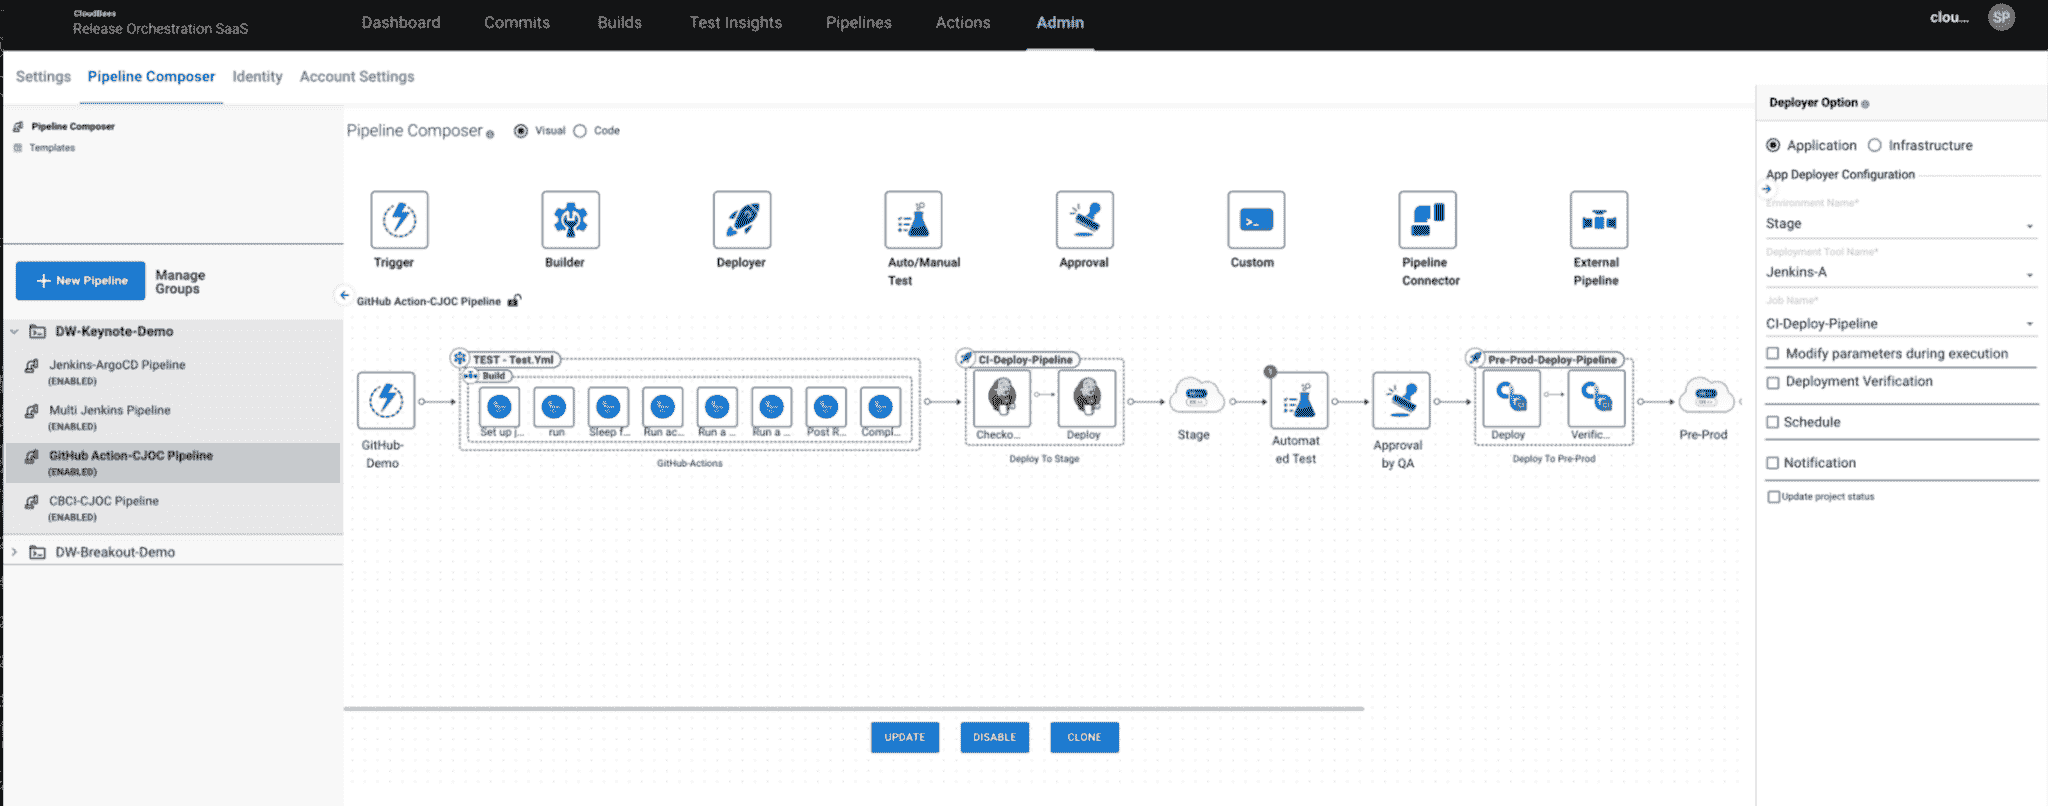 CloudBees
Release Orchestration SaaS
Dashboard
Commits
Builds
Test Insights
Pipelines
Actions
Admin
clou...
SP
Settings
Pipeline Composer
Identity
Account Settings
Pipeline Composer
Templates
New Pipeline
Manage
Groups
DW-Keynote-Demo
Jenkins-ArgoCD Pipeline
(ENABLED)
Multi Jenkins Pipeline
(ENABLED)
GitHub Action-CJOC Pipeline
(ENABLED)
CBCI-CJOC Pipeline
(ENABLED)
DW-Breakout-Demo
Pipeline Composer
Visual
Code
Trigger
Builder
Deployer
Auto/Manual
Test
Approval
Custom
Pipeline
Connector
External
Pipeline
GitHub Action-CJOC Pipeline
GitHub-
Demo
TEST - Test.Yml
Build
Set up j...
run
Sleep f...
Run ac...
Run a ...
Run a ...
Post R...
Compl...
GitHub-Actions
CI-Deploy-Pipeline
Checko...
Deploy
Deploy To Stage
Stage
1
Automat
ed Test
Approval
by QA
Pre-Prod-Deploy-Pipeline
Deploy
Verific...
Deploy To Pre-Prod
Pre-Prod
UPDATE
DISABLE
CLONE
Deployer Option
Application
Infrastructure
App Deployer Configuration
Environment Name*
Stage
Deployment Tool Name*
Jenkins-A
Job Name*
CI-Deploy-Pipeline
Modify parameters during execution
Deployment Verification
Schedule
Notification
Update project status